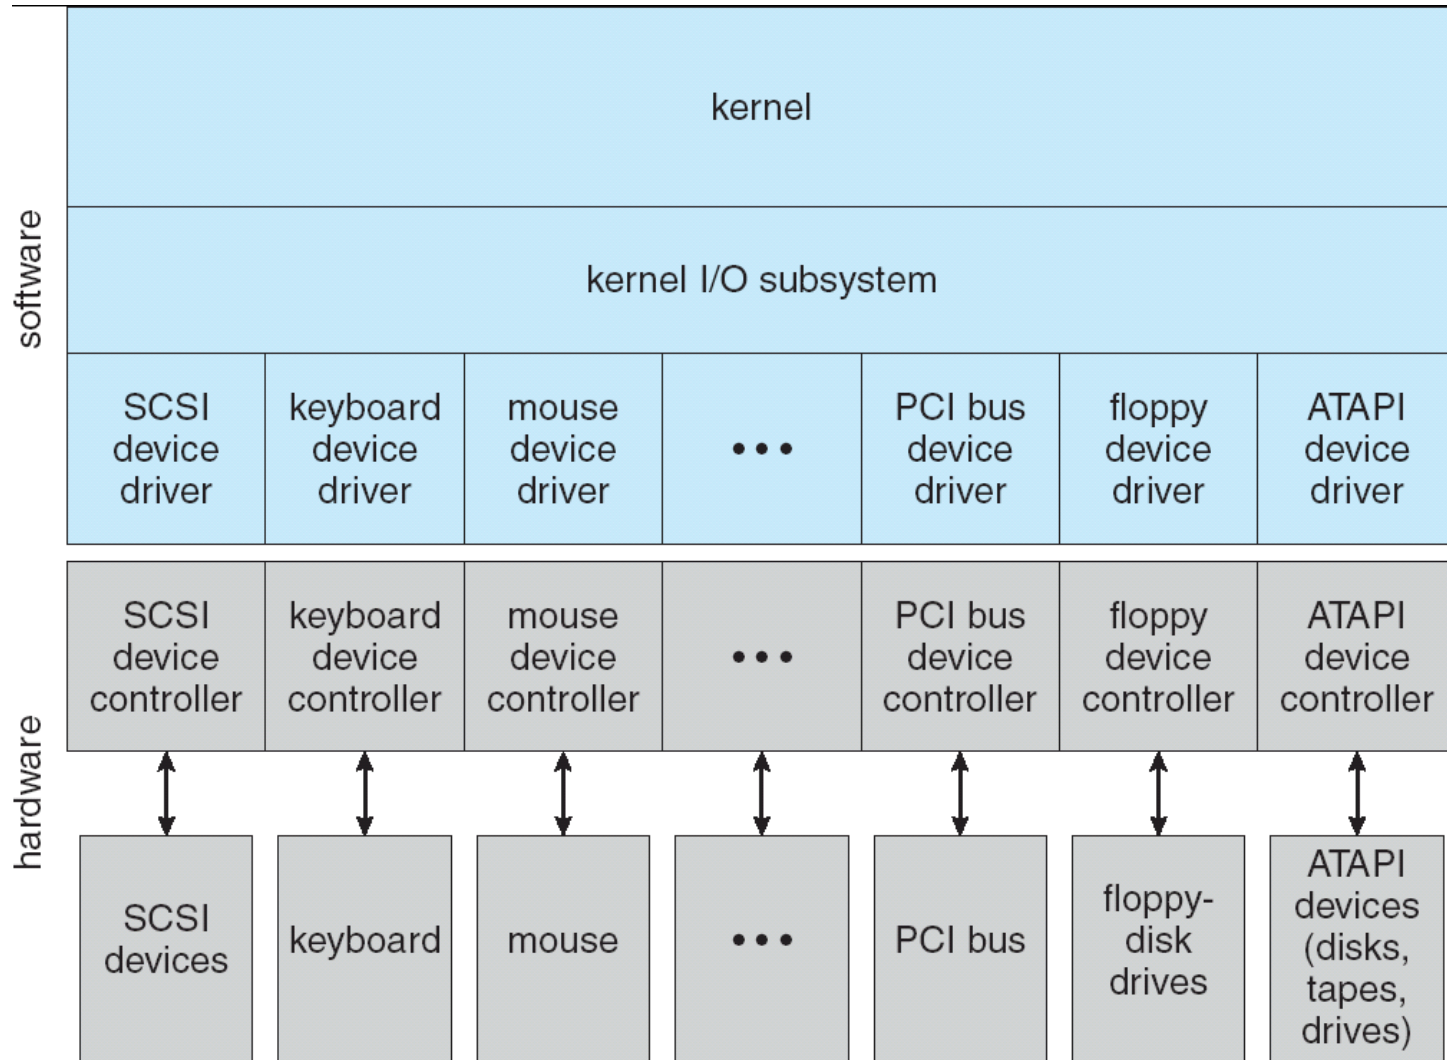 kernel
software
kernel I/O subsystem
SCSI
device
driver
keyboard
device
driver
mouse
device
driver
•••
PCI bus
device
driver
floppy
device
driver
ATAPI
device
driver
hardware
SCSI
device
controller
keyboard
device
controller
mouse
device
controller
•••
PCI bus
device
controller
floppy
device
controller
ATAPI
device
controller
SCSI
devices
keyboard
mouse
•••
PCI bus
floppy-
disk
drives
ATAPI
devices
(disks,
tapes,
drives)